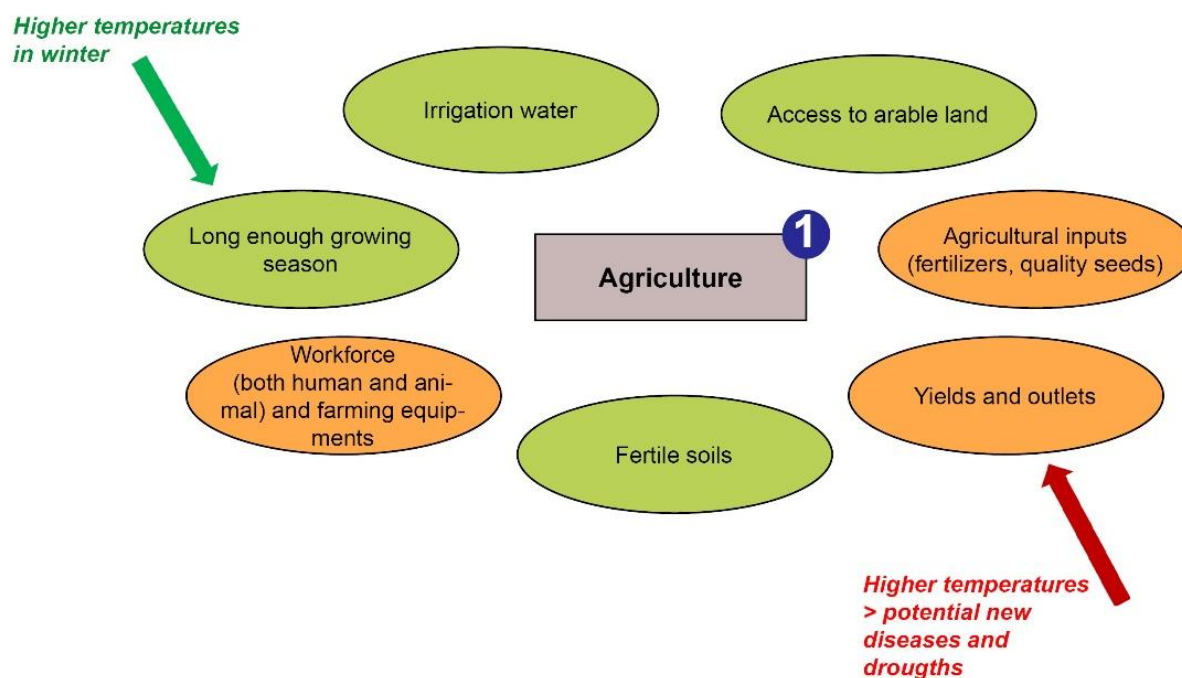 Higher temperatures
in winter
Irrigation water
Access to arable land
Long enough growing
season
1
Agriculture
Agricultural inputs
(fertilizers, quality seeds)
Workforce
(both human and ani-
mal) and farming equip-
ments
Yields and outlets
Fertile soils
Higher temperatures
> potential new
diseases and
drougths